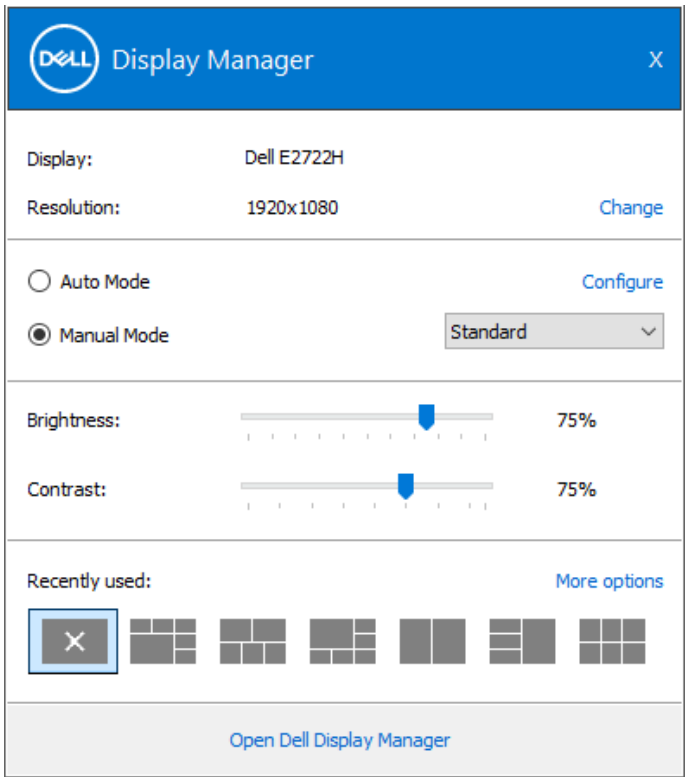 DELL Display Manager X
Display: Dell E2722H
Resolution: 1920x1080 Change
Auto Mode Configure
Manual Mode Standard
Brightness: 75%
Contrast: 75%
Recently used: More options
Open Dell Display Manager